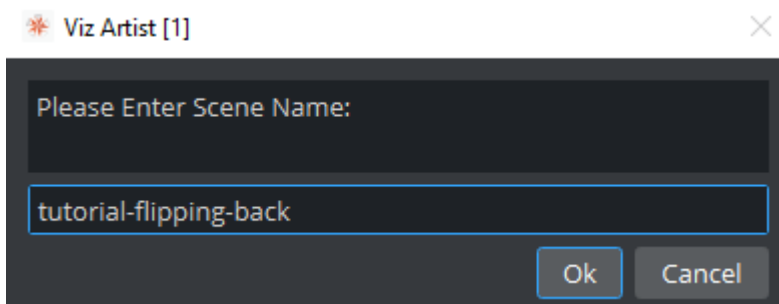 Viz Artist [1]
Please Enter Scene Name:
tutorial-flipping-back
Ok Cancel